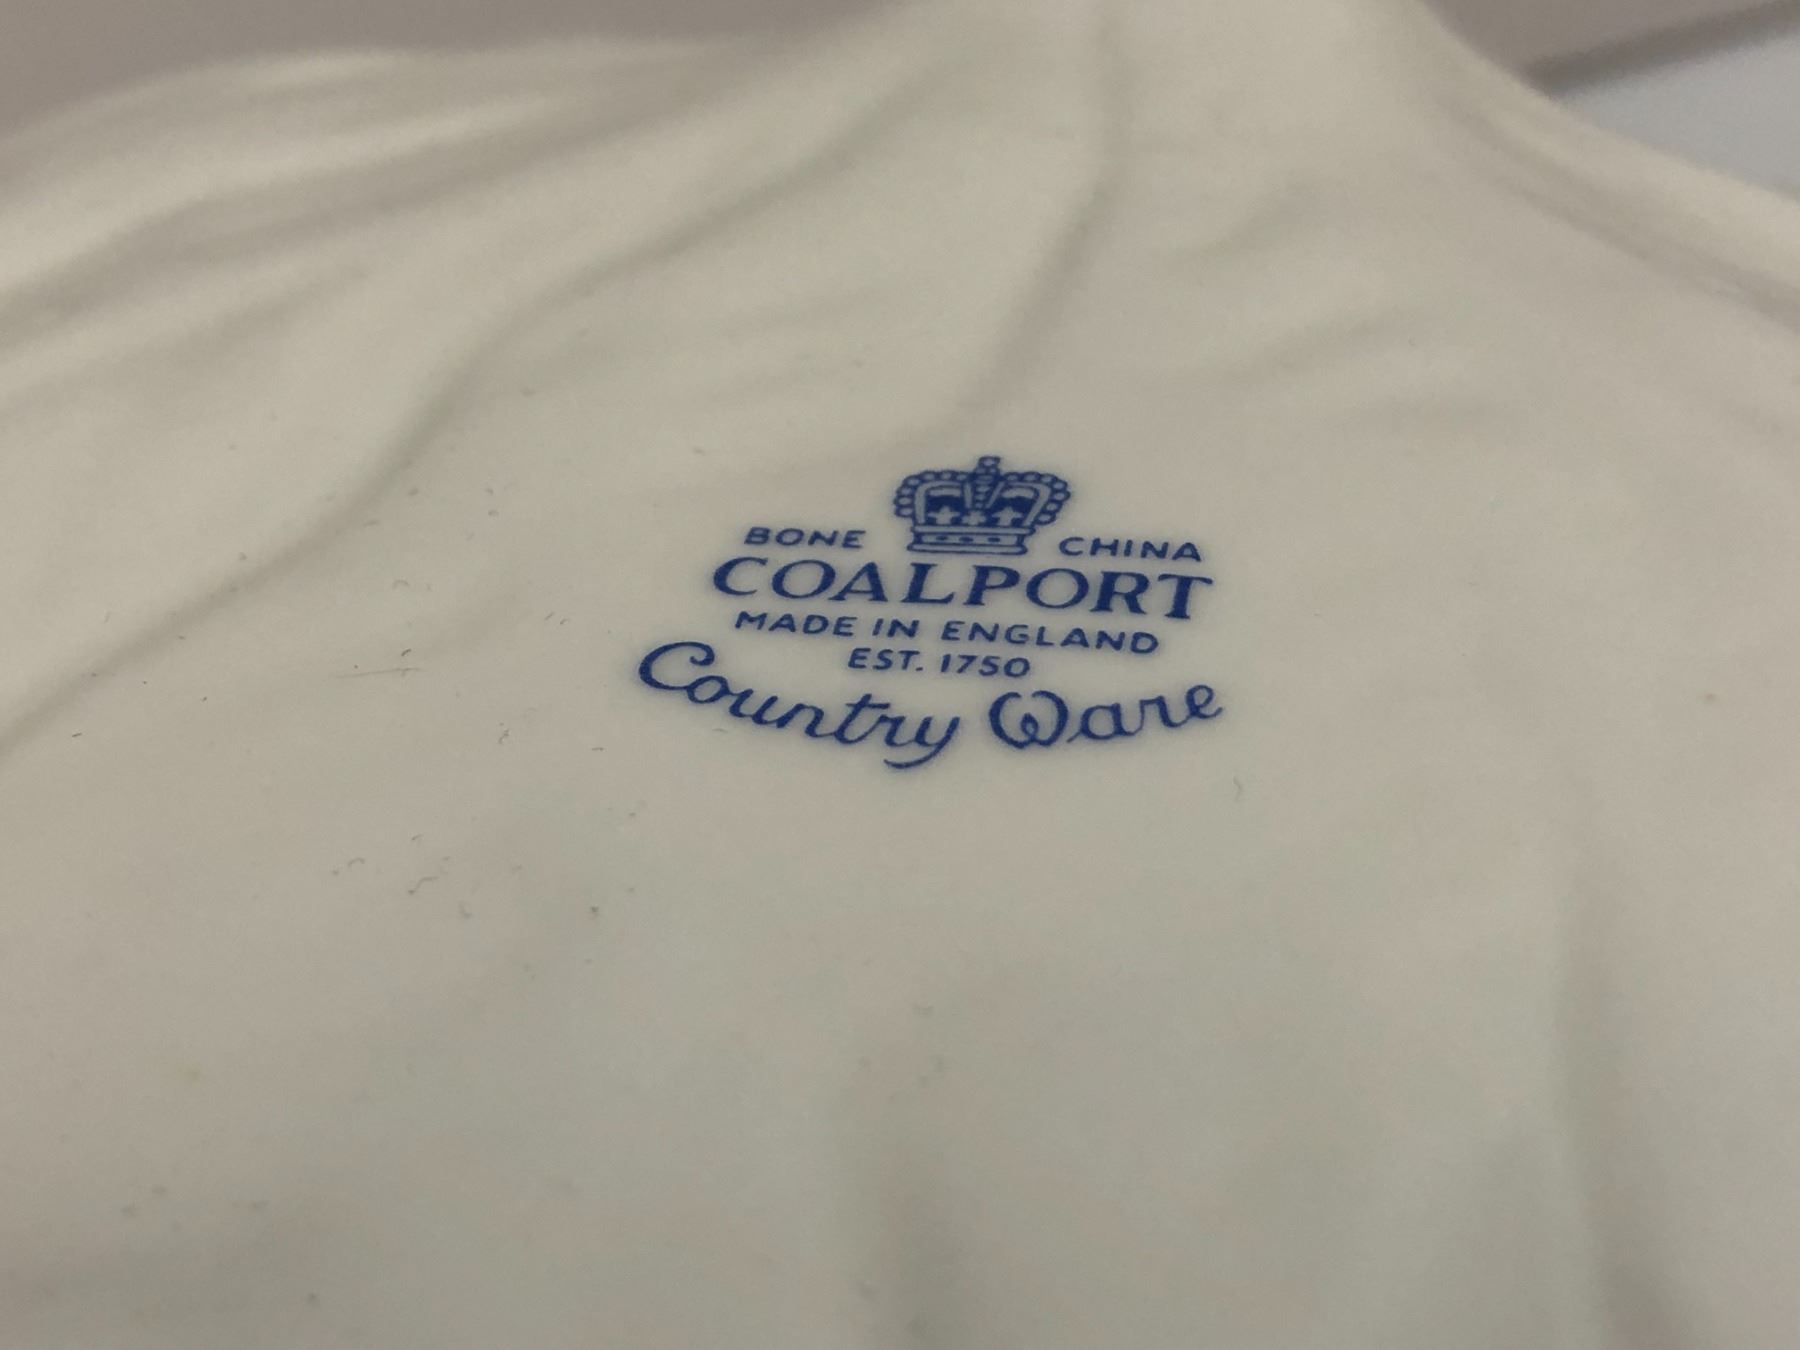 BONE CHINA
COALPORT
MADE IN ENGLAND
EST. 1750
Country Ware